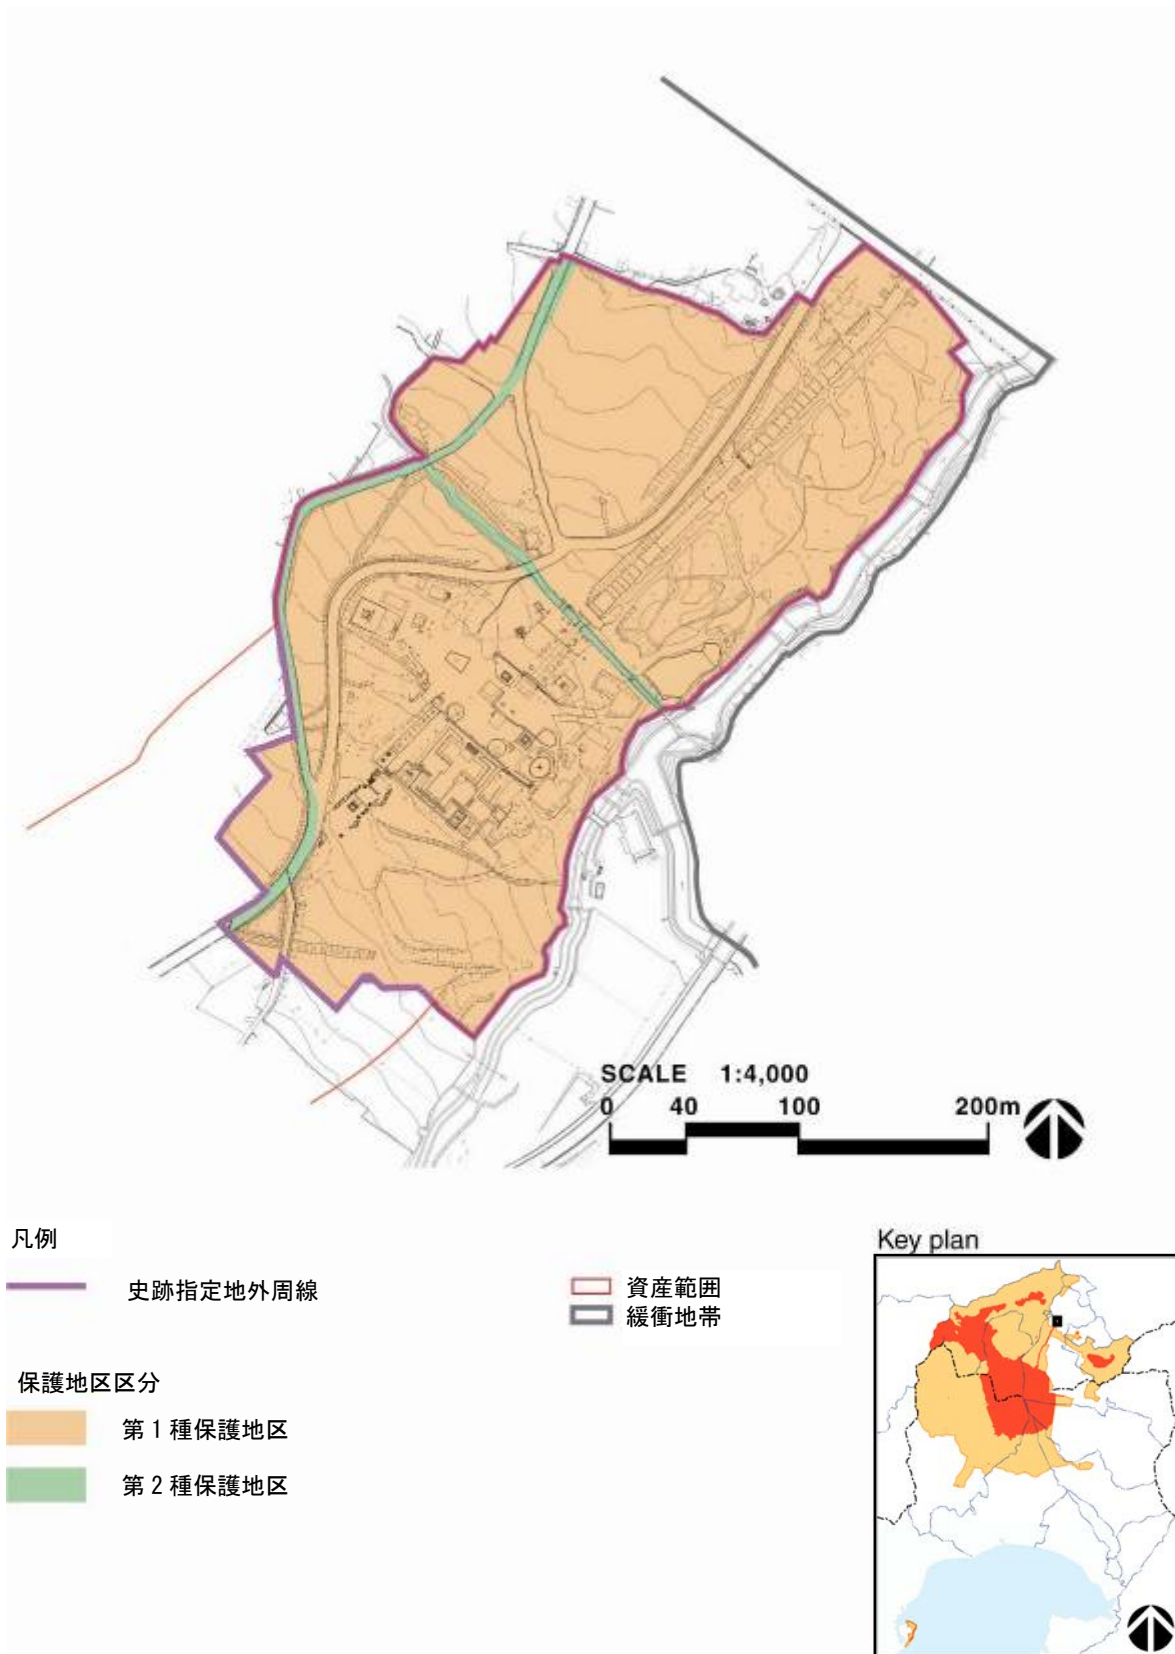 SCALE 1:4,000
0 40 100 200m
凡例
史跡指定地外周線
資産範囲
緩衝地帯
保護地区区分
第1種保護地区
第2種保護地区
Key plan